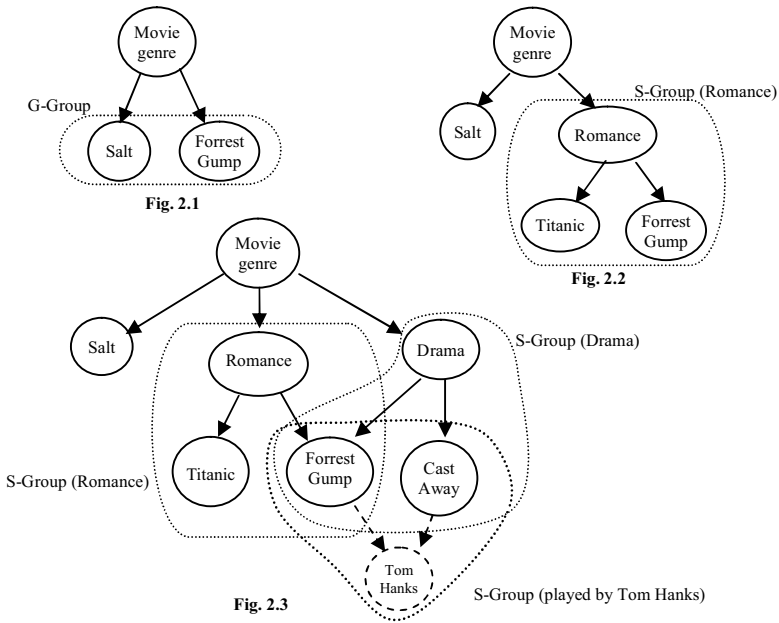 Movie
genre
G-Group
Salt
Forrest
Gump
Fig. 2.1
Movie
genre
S-Group (Romance)
Salt
Romance
Titanic
Forrest
Gump
Fig. 2.2
Movie
genre
Salt
Romance
Drama
S-Group (Drama)
S-Group (Romance)
Titanic
Forrest
Gump
Cast
Away
Tom
Hanks
Fig. 2.3
S-Group (played by Tom Hanks)